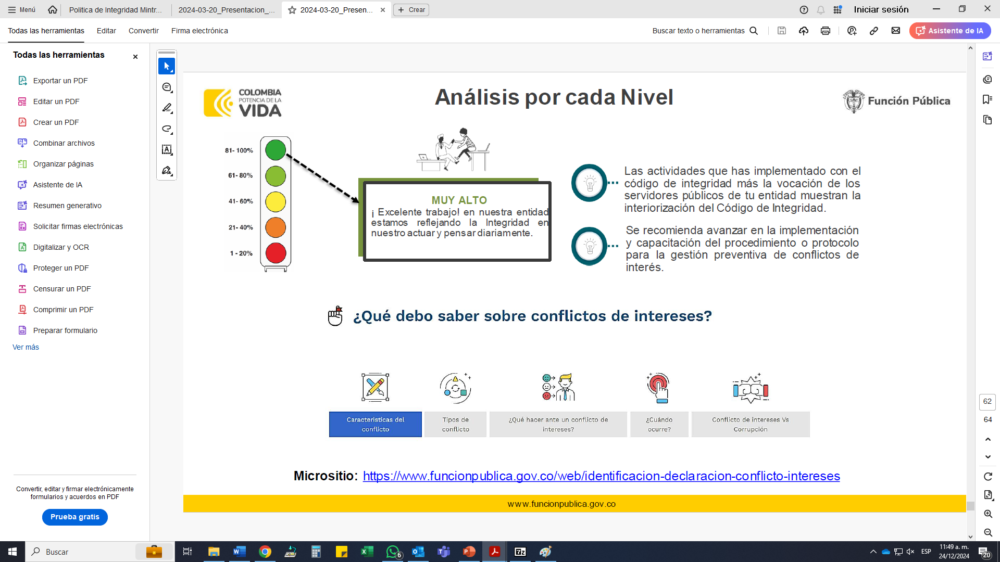 Menú
Politica de Integridad Mintr...
2024-03-20_Presentacion_...
2024-03-20_Presen...
Crear
Iniciar sesión
Todas las herramientas
Editar
Convertir
Firma electrónica
Buscar texto o herramientas
Asistente de IA
Todas las herramientas
Exportar un PDF
Editar un PDF
Crear un PDF
Combinar archivos
Organizar páginas
Asistente de IA
Resumen generativo
Solicitar firmas electrónicas
Digitalizar y OCR
Proteger un PDF
Censurar un PDF
Comprimir un PDF
Preparar formulario
Ver más
Convertir, editar y firmar electrónicamente
formularios y acuerdos en PDF
Prueba gratis
COLOMBIA
POTENCIA DE LA
VIDA
Análisis por cada Nivel
Función Pública
81- 100%
61- 80%
41- 60%
21- 40%
1 - 20%
MUY ALTO
¡ Excelente trabajo! en nuestra entidad
estamos reflejando la Integridad en
nuestro actuar y pensar diariamente.
Las actividades que has implementado con el
código de integridad más la vocación de los
servidores públicos de tu entidad muestran la
interiorización del Código de Integridad.
Se recomienda avanzar en la implementación
y capacitación del procedimiento o protocolo
para la gestión preventiva de conflictos de
interés.
¿Qué debo saber sobre conflictos de intereses?
Caracteristicas del
conflicto
Tipos de
conflicto
¿Qué hacer ante un conflicto de
intereses?
¿Cuándo
ocurre?
Conflicto de intereses Vs
Corrupción
Micrositio: https://www.funcionpublica.gov.co/web/identificacion-declaracion-conflicto-intereses
www.funcionpublica.gov.co
62
64
Buscar
6
7z
ESP
11:49 a. m.
24/12/2024
20